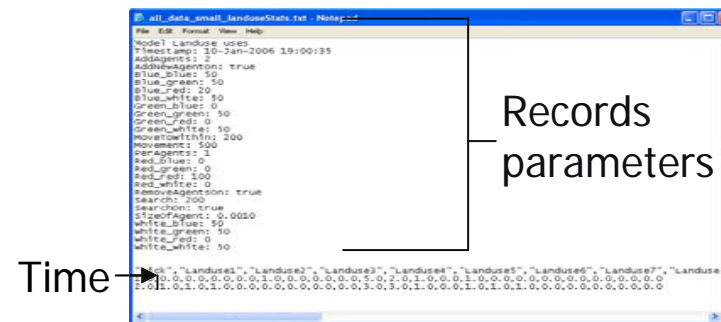 all_data_small_landuseStats.txt - Notepad
File Edit Format View Help
Model Landuse uses
Timestamp: 10-Jan-2006 19:00:35
AddAgents: 2
AddNewAgenton: true
Blue_blue: 50
Blue_green: 50
Blue_red: 20
Blue_white: 50
Green_blue: 0
Green_green: 50
Green_red: 0
Green_white: 50
MoveToWithin: 200
Movement: 500
PerAgents: 1
Red_blue: 0
Red_green: 0
Red_red: 100
Red_white: 0
RemoveAgentson: true
Search: 200
Searchon: true
SizeOfAgent: 0.0010
White_blue: 50
White_green: 50
White_red: 0
White_white: 50
Records
parameters
Time
"Landuse1","Landuse2","Landuse3","Landuse4","Landuse5","Landuse6","Landuse7","Landuse